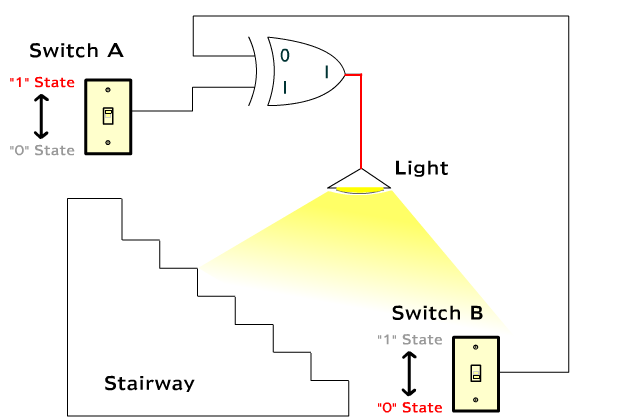 Switch A
"1" State
"0" State
0
1
1
Light
Switch B
"1" State
"0" State
Stairway